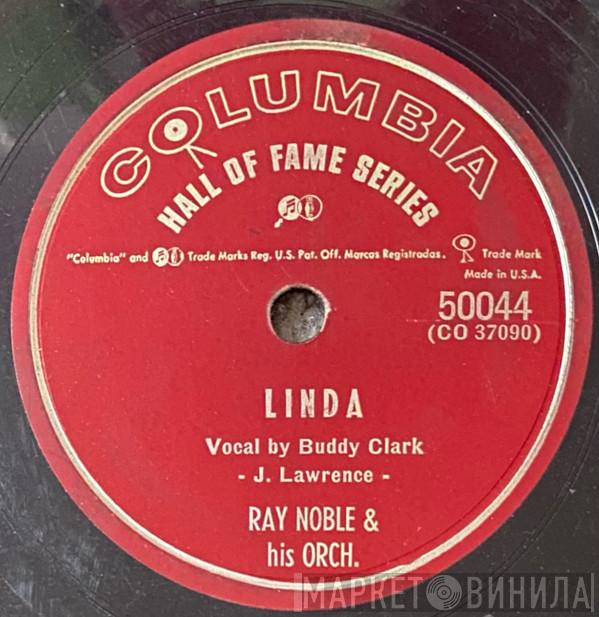 COLUMBIA
HALL OF FAME SERIES
"Columbia" and Trade Marks Reg. U.S. Pat. Off. Marcas Registradas. Trade Mark
Made in U.S.A.
50044
(CO 37090)
LINDA
Vocal by Buddy Clark
- J. Lawrence -
RAY NOBLE &
his ORCH.
МАРКЕТ ВИНИЛА